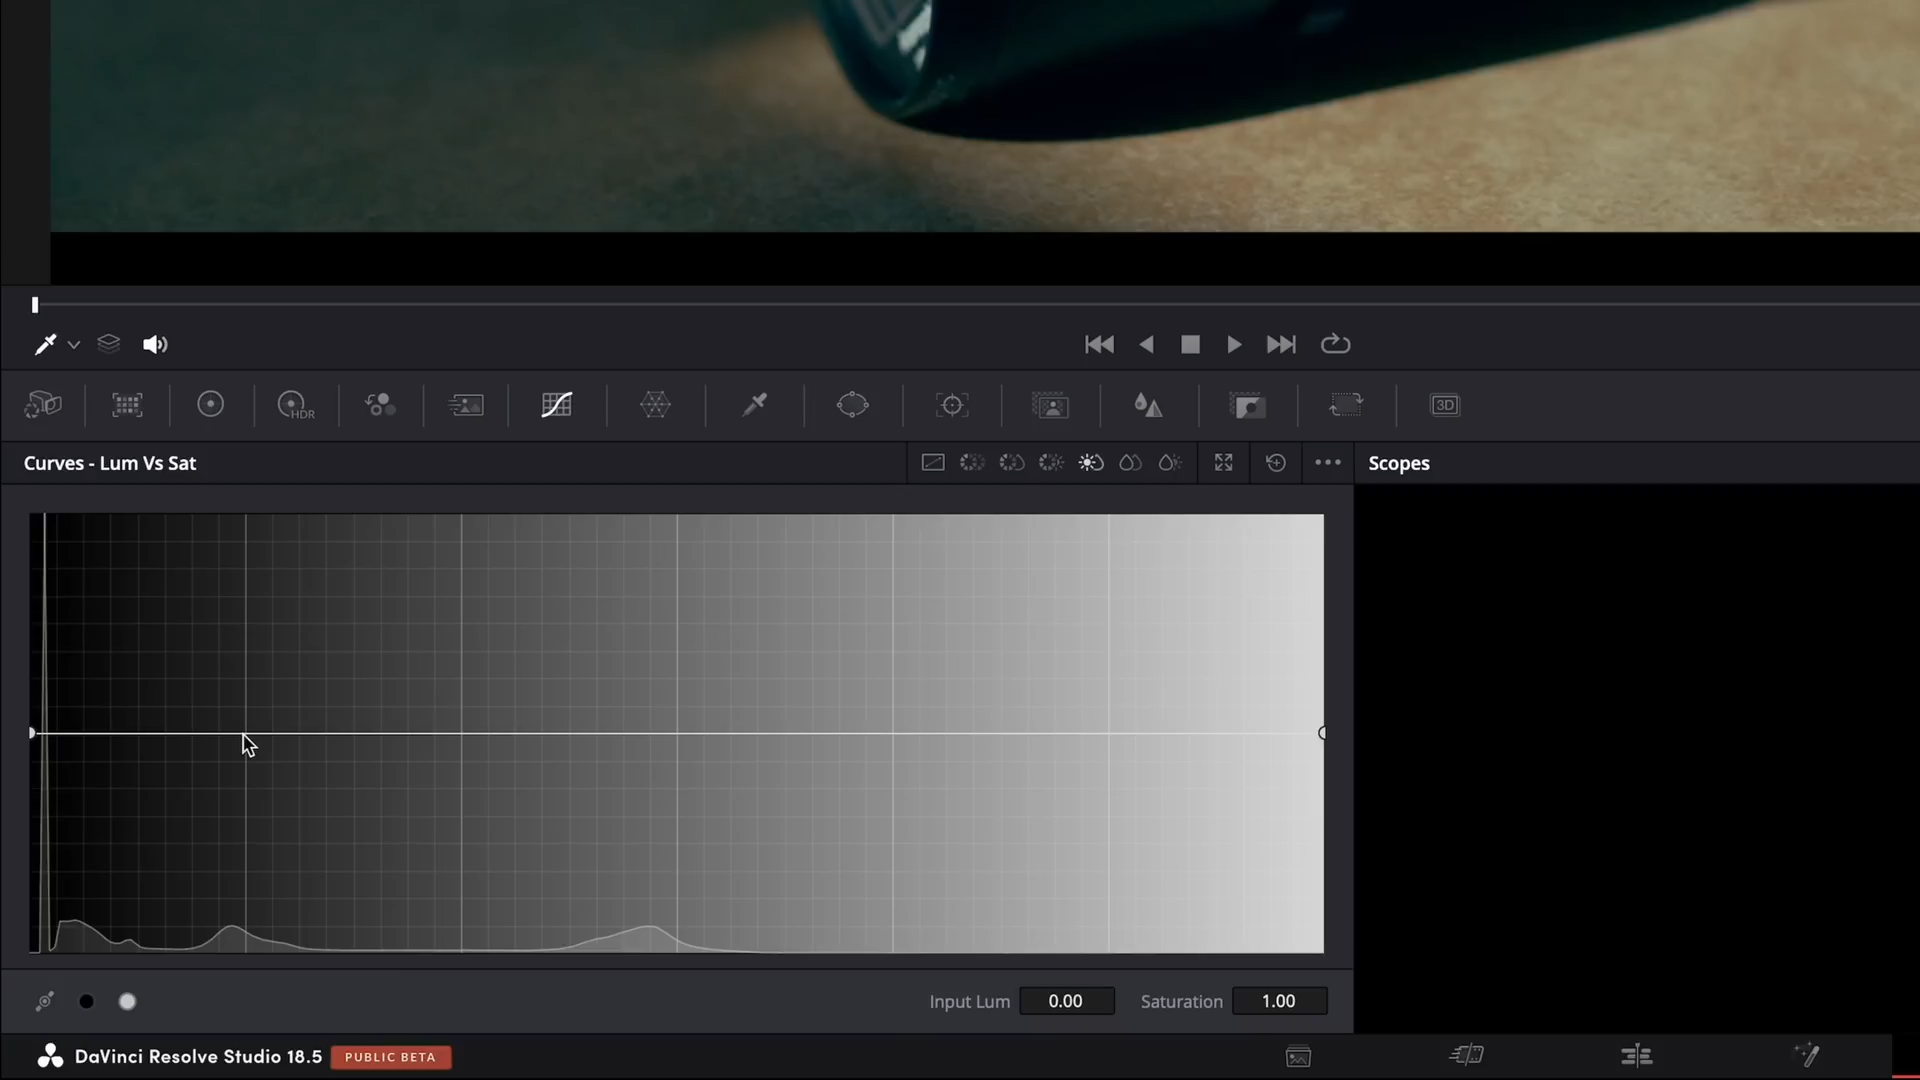 HDR
3D
Curves - Lum Vs Sat
Scopes
Input Lum 0.00 Saturation 1.00
DaVinci Resolve Studio 18.5 PUBLIC BETA